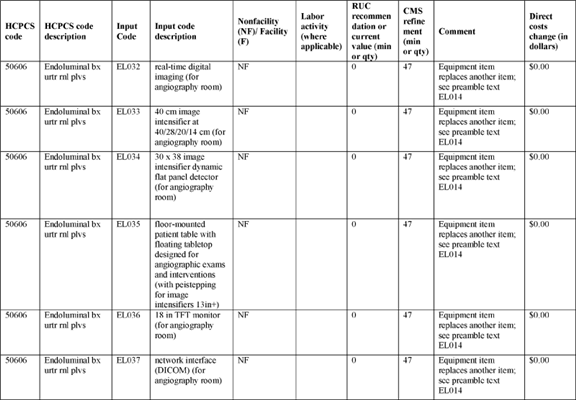 HCPCS code | HCPCS code description | Input Code | Input code description | Nonfacility (NF)/ Facility (F) | Labor activity (where applicable) | RUC recommen dation or current value (min or qty) | CMS refine ment (min or qty) | Comment | Direct costs change (in dollars)
50606 | Endoluminal bx urtr rnl plvs | EL032 | real-time digital imaging (for angiography room) | NF | | 0 | 47 | Equipment item replaces another item; see preamble text EL014 | $0.00
50606 | Endoluminal bx urtr rnl plvs | EL033 | 40 cm image intensifier at 40/28/20/14 cm (for angiography room) | NF | | 0 | 47 | Equipment item replaces another item; see preamble text EL014 | $0.00
50606 | Endoluminal bx urtr rnl plvs | EL034 | 30 x 38 image intensifier dynamic flat panel detector (for angiography room) | NF | | 0 | 47 | Equipment item replaces another item; see preamble text EL014 | $0.00
50606 | Endoluminal bx urtr rnl plvs | EL035 | floor-mounted patient table with floating tabletop designed for angiographic exams and interventions (with peistepping for image intensifiers 13in+) | NF | | 0 | 47 | Equipment item replaces another item; see preamble text EL014 | $0.00
50606 | Endoluminal bx urtr rnl plvs | EL036 | 18 in TFT monitor (for angiography room) | NF | | 0 | 47 | Equipment item replaces another item; see preamble text EL014 | $0.00
50606 | Endoluminal bx urtr rnl plvs | EL037 | network interface (DICOM) (for angiography room) | NF | | 0 | 47 | Equipment item replaces another item; see preamble text EL014 | $0.00